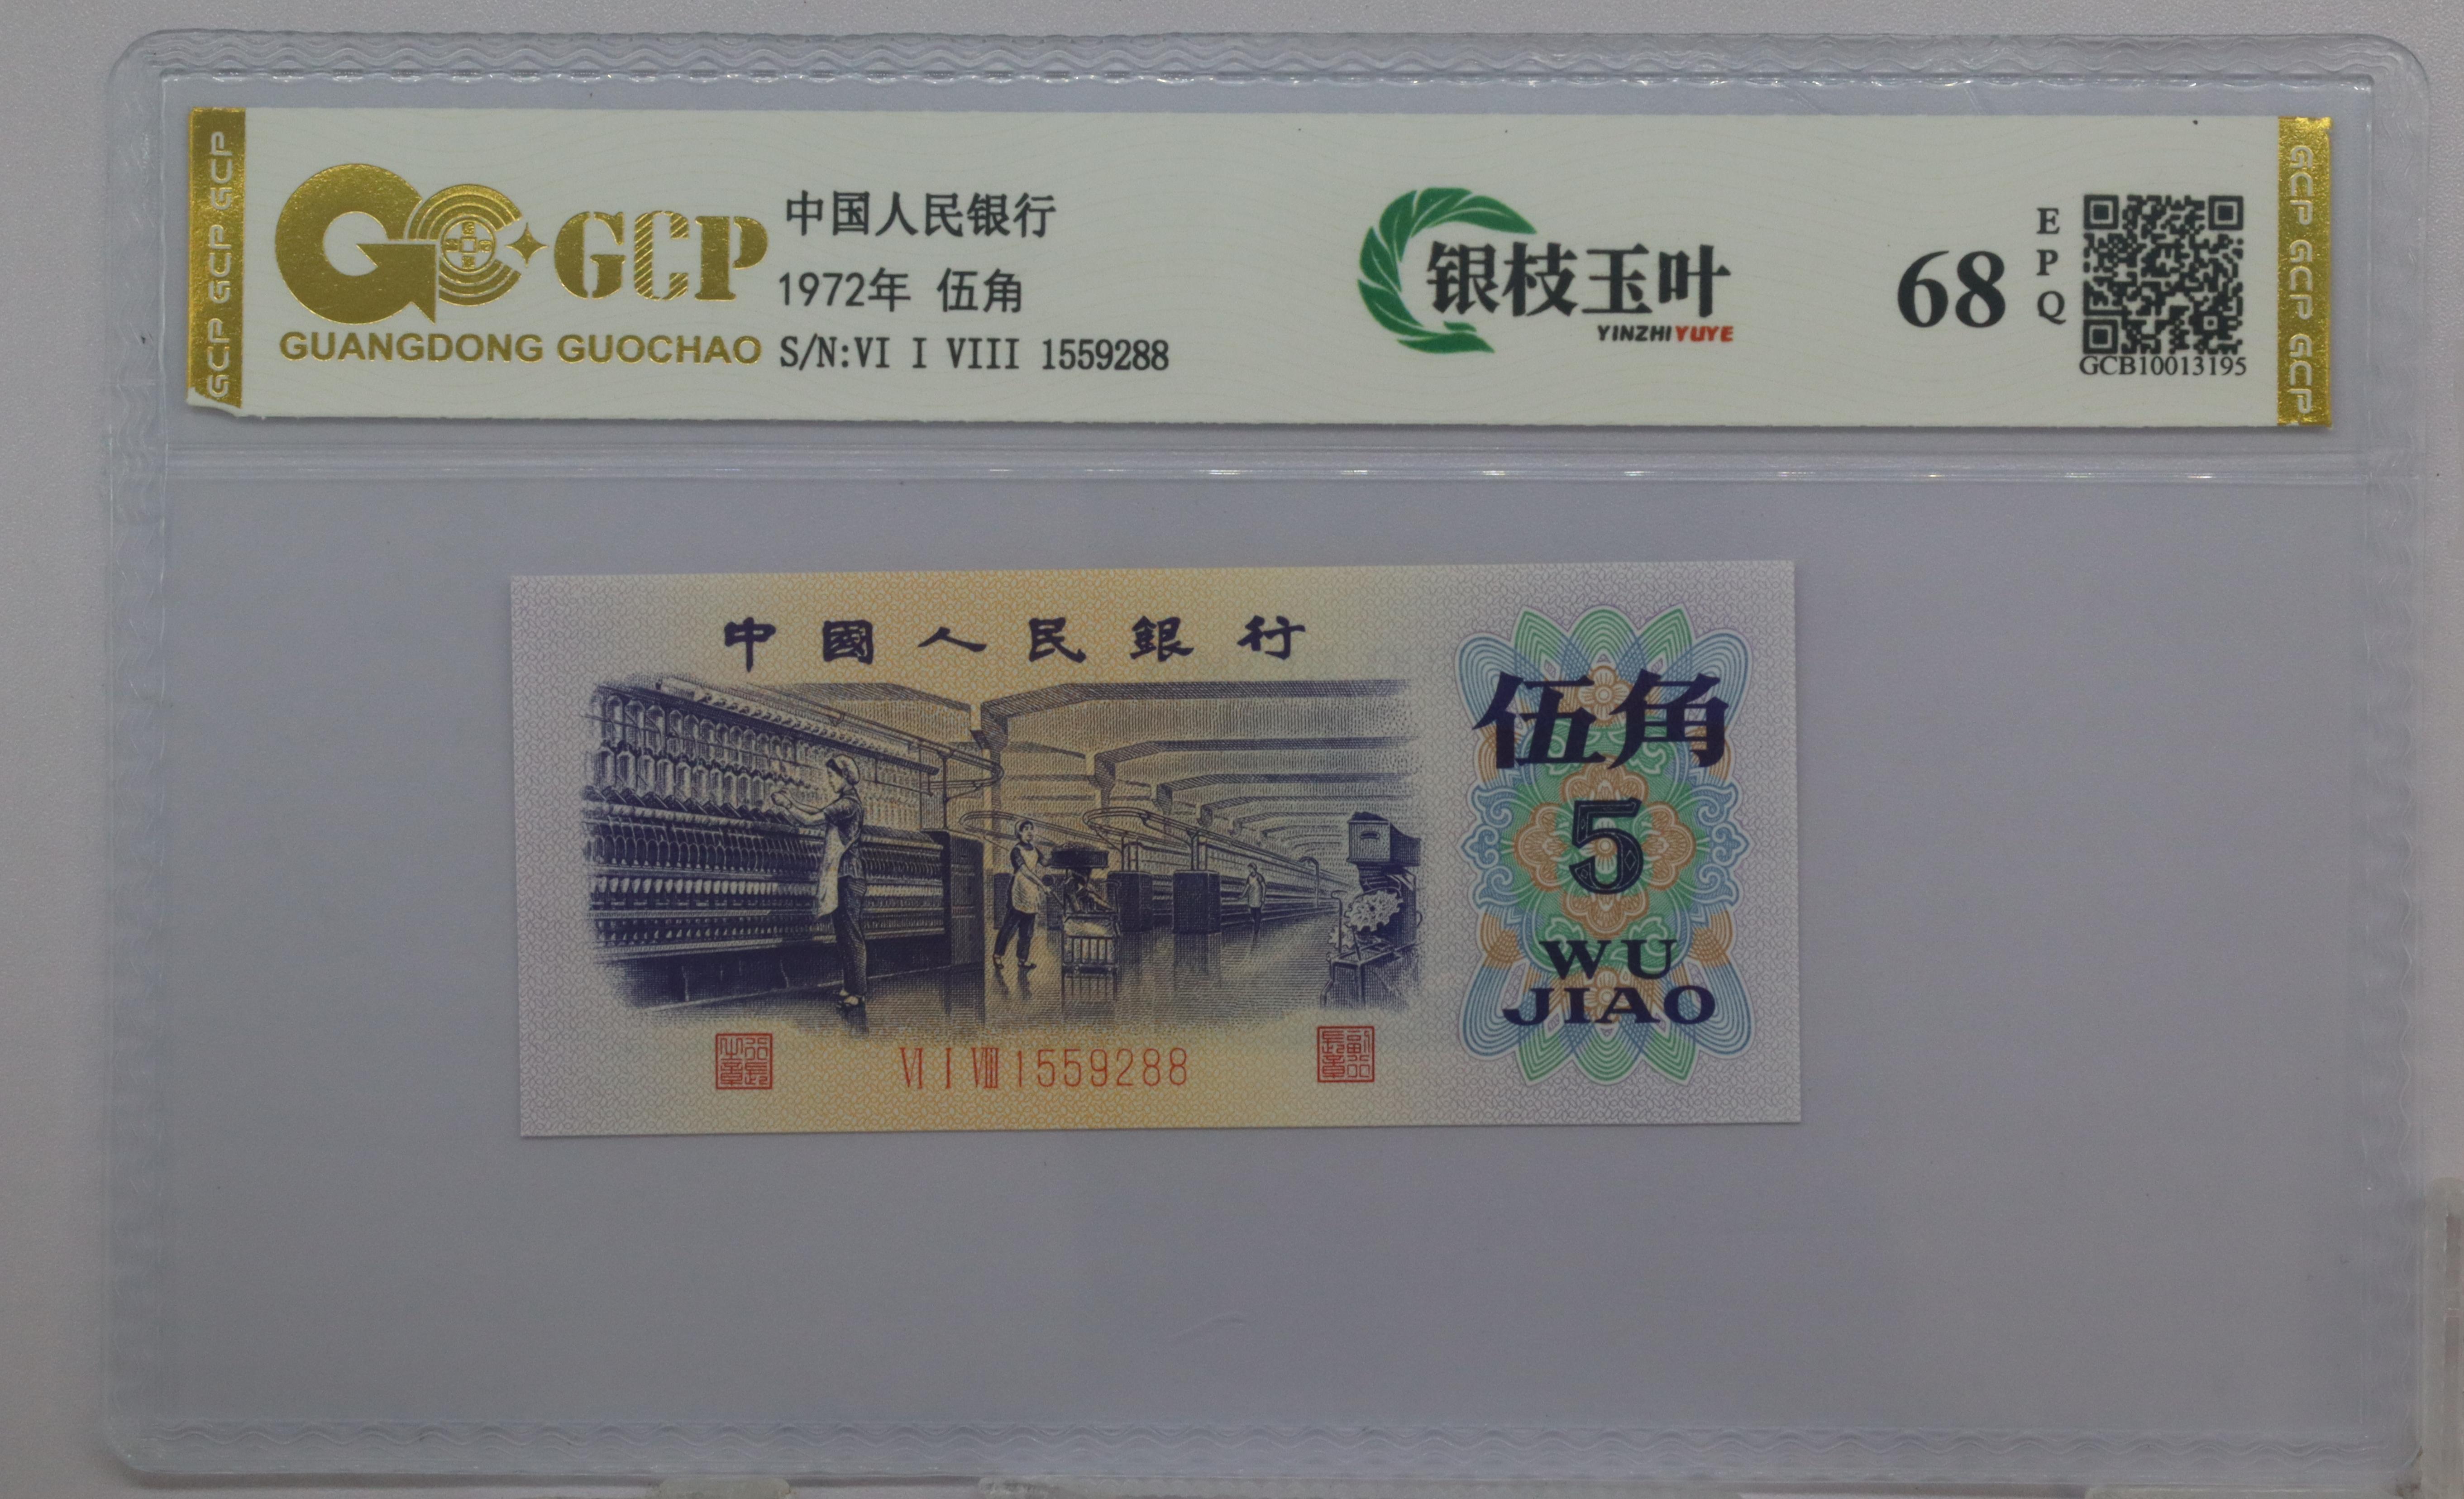 GCP GCP GCP
GCP
GUANGDONG GUOCHAO
中国人民银行
1972年 伍角
S/N:VI I VIII 1559288
银枝玉叶
YINZHIYUYE
68
EPQ
GCB10013195
GCP GCP GCP
中國人民銀行
伍角
5
WU
JIAO
VI I VIII 1559288